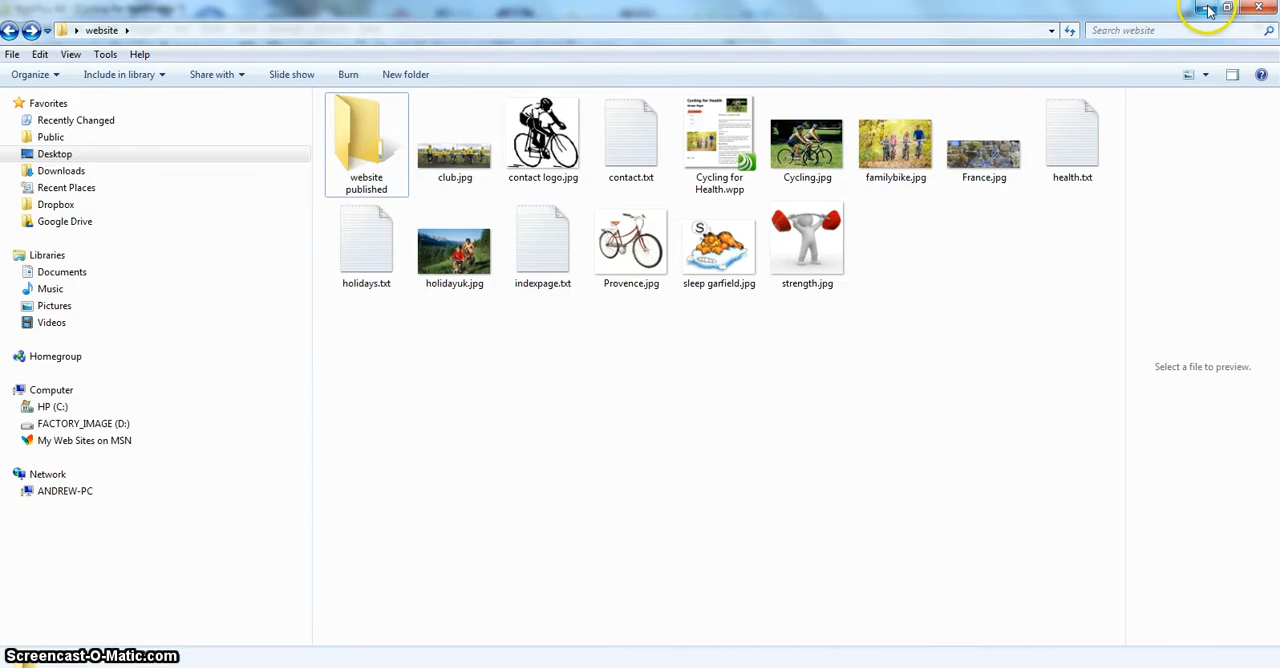 website
Search website
File Edit View Tools Help
Organize Include in library Share with Slide show Burn New folder
Favorites
Recently Changed
Public
Desktop
Downloads
Recent Places
Dropbox
Google Drive
Libraries
Documents
Music
Pictures
Videos
Homegroup
Computer
HP (C:)
FACTORY_IMAGE (D:)
My Web Sites on MSN
Network
ANDREW-PC
website published
club.jpg
contact logo.jpg
contact.txt
Cycling for Health
Cycling for Health.wpp
Cycling.jpg
familybike.jpg
France.jpg
health.txt
holidays.txt
holidayuk.jpg
indexpage.txt
Provence.jpg
S
sleep garfield.jpg
strength.jpg
Select a file to preview.
Screencast-O-Matic.com